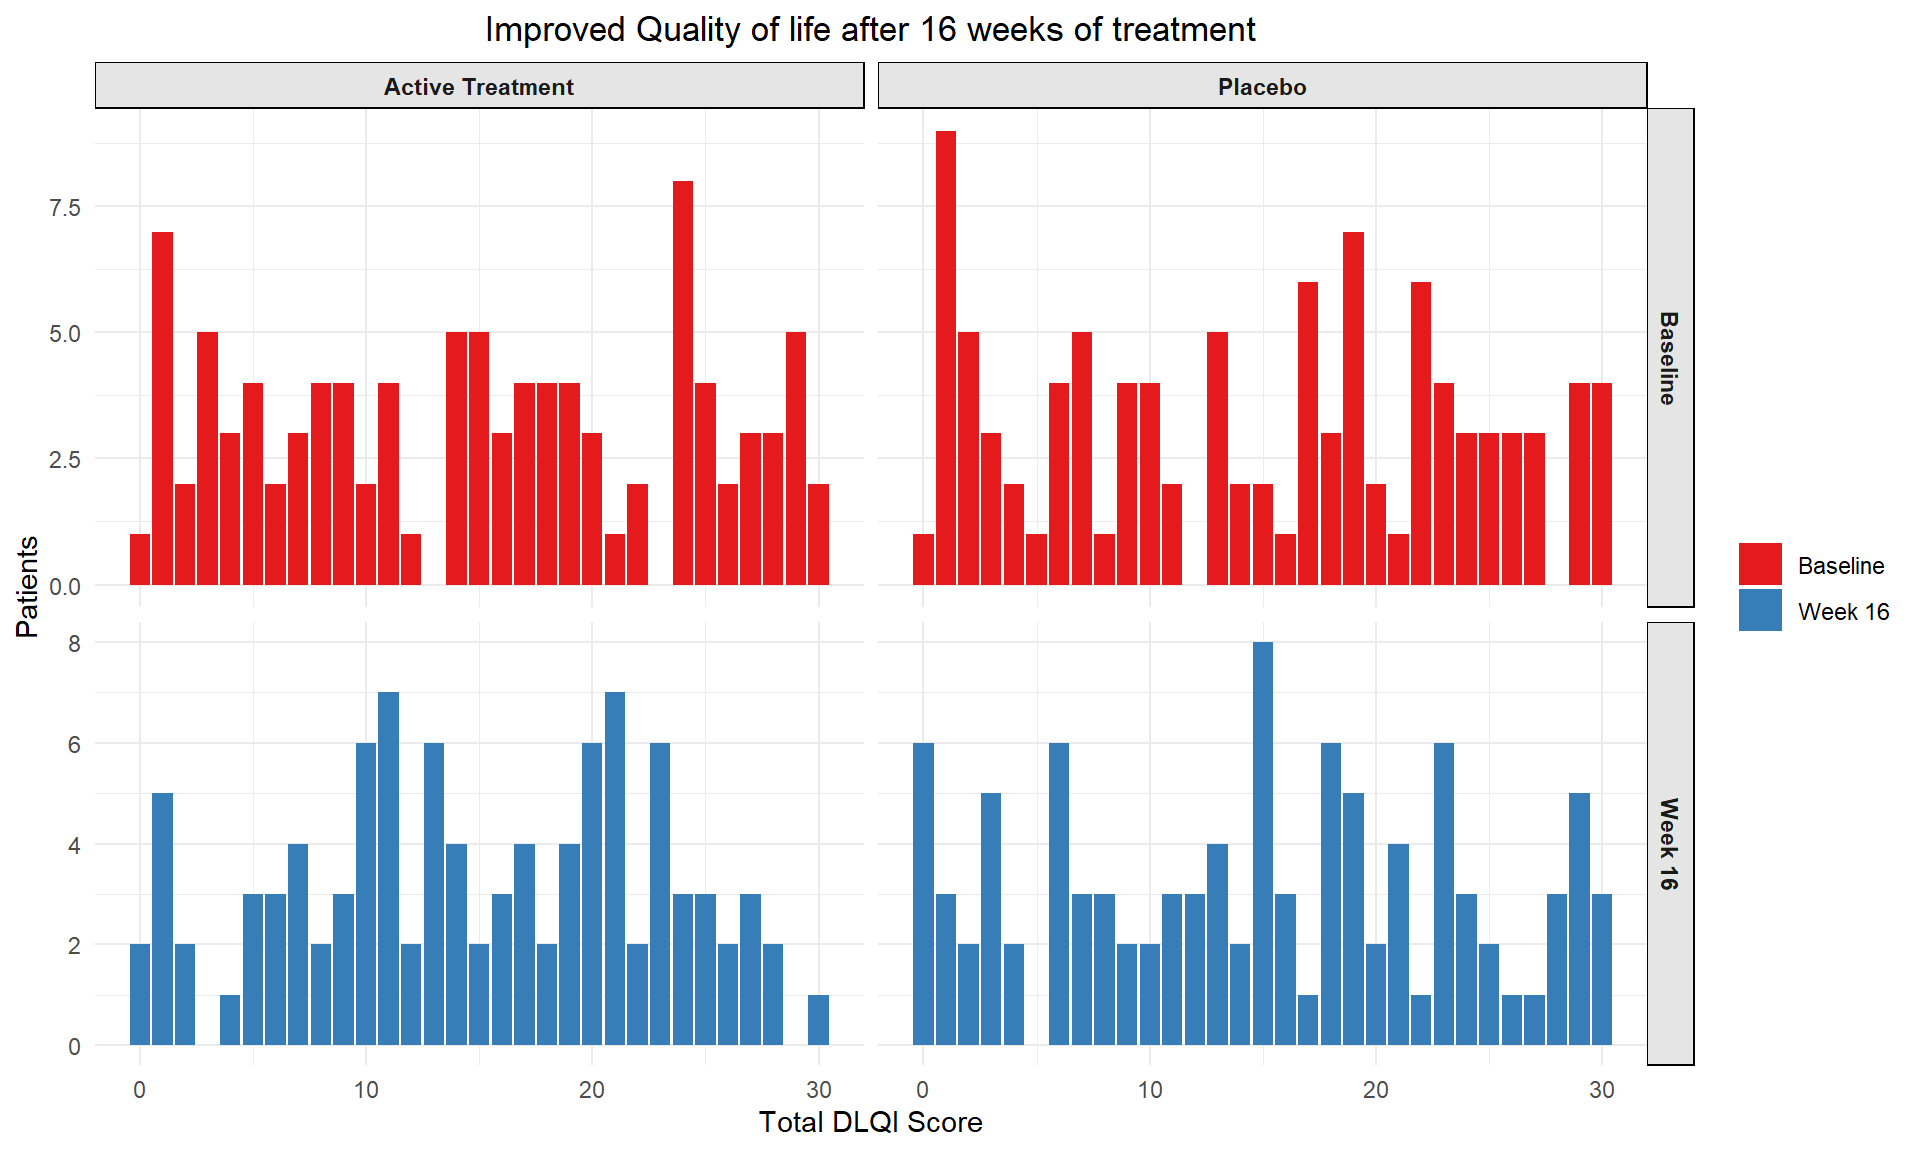 Improved Quality of life after 16 weeks of treatment
Active Treatment
Placebo
Patients
7.5
5.0
2.5
0.0
Baseline
8
6
4
2
0
Week 16
0 10 20 30
0 10 20 30
Total DLQI Score
Baseline
Week 16